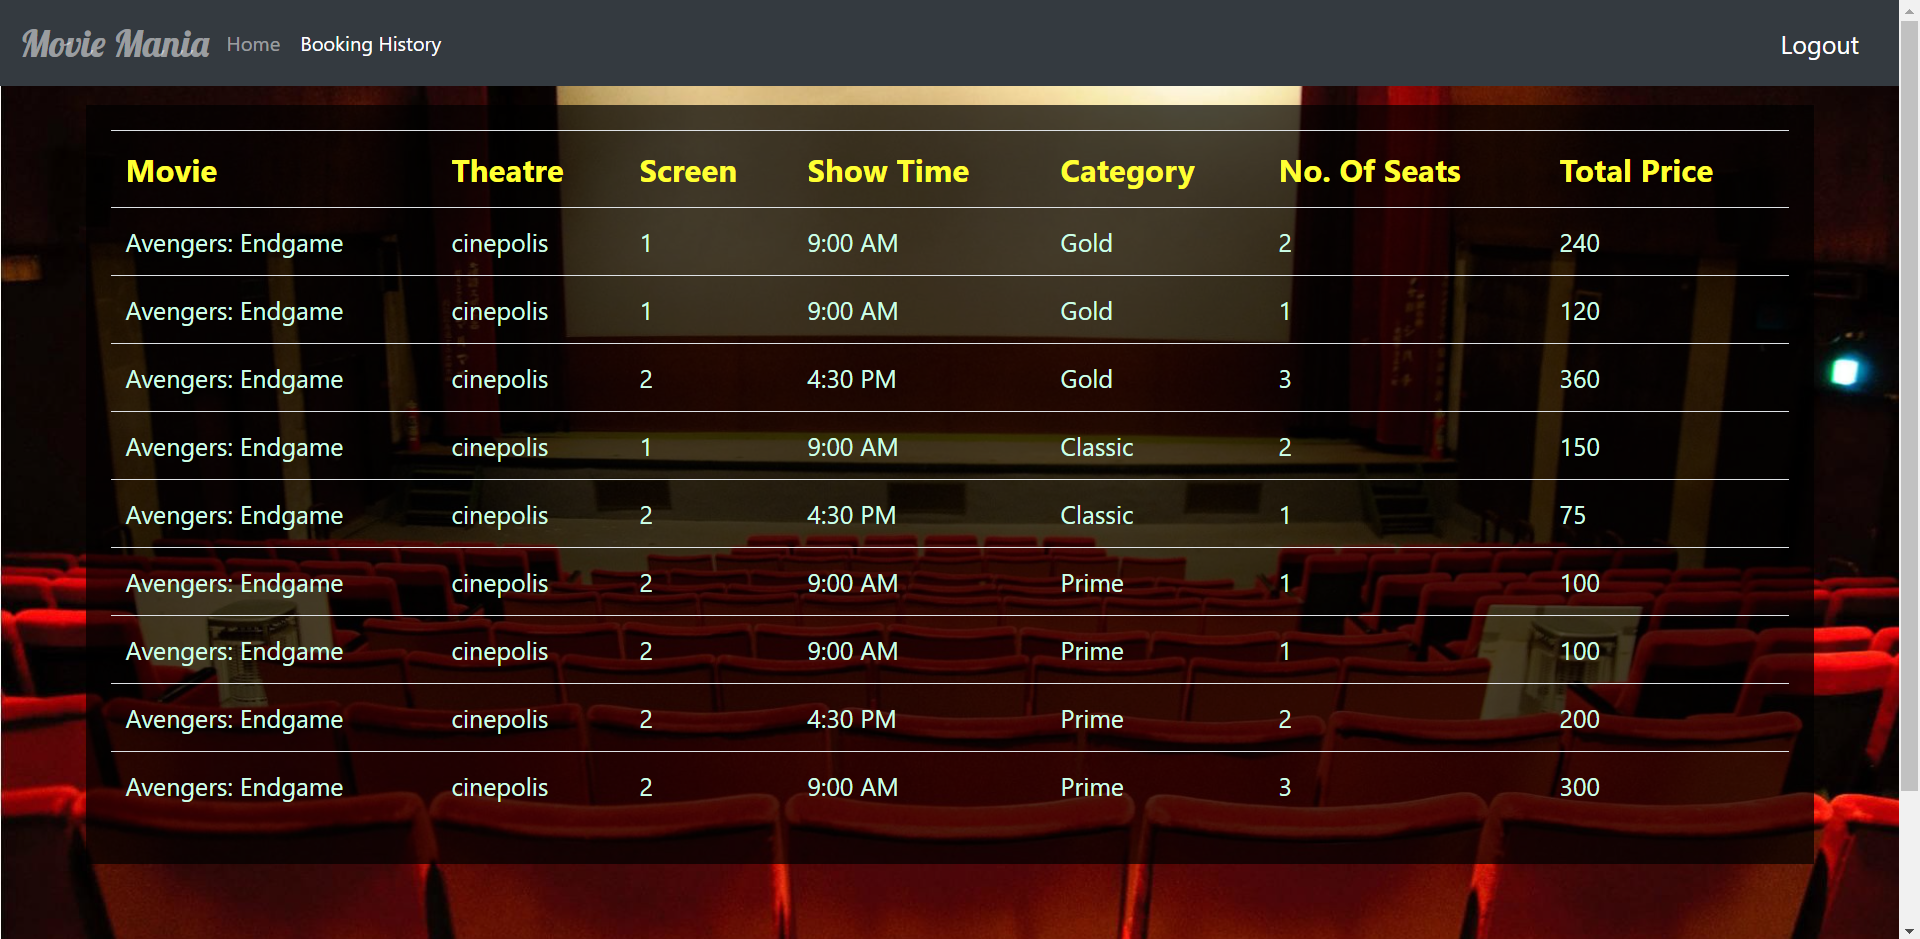 Movie Mania Home Booking History Logout
Movie Theatre Screen Show Time Category No. Of Seats Total Price
Avengers: Endgame cinepolis 1 9:00 AM Gold 2 240
Avengers: Endgame cinepolis 1 9:00 AM Gold 1 120
Avengers: Endgame cinepolis 2 4:30 PM Gold 3 360
Avengers: Endgame cinepolis 1 9:00 AM Classic 2 150
Avengers: Endgame cinepolis 2 4:30 PM Classic 1 75
Avengers: Endgame cinepolis 2 9:00 AM Prime 1 100
Avengers: Endgame cinepolis 2 9:00 AM Prime 1 100
Avengers: Endgame cinepolis 2 4:30 PM Prime 2 200
Avengers: Endgame cinepolis 2 9:00 AM Prime 3 300